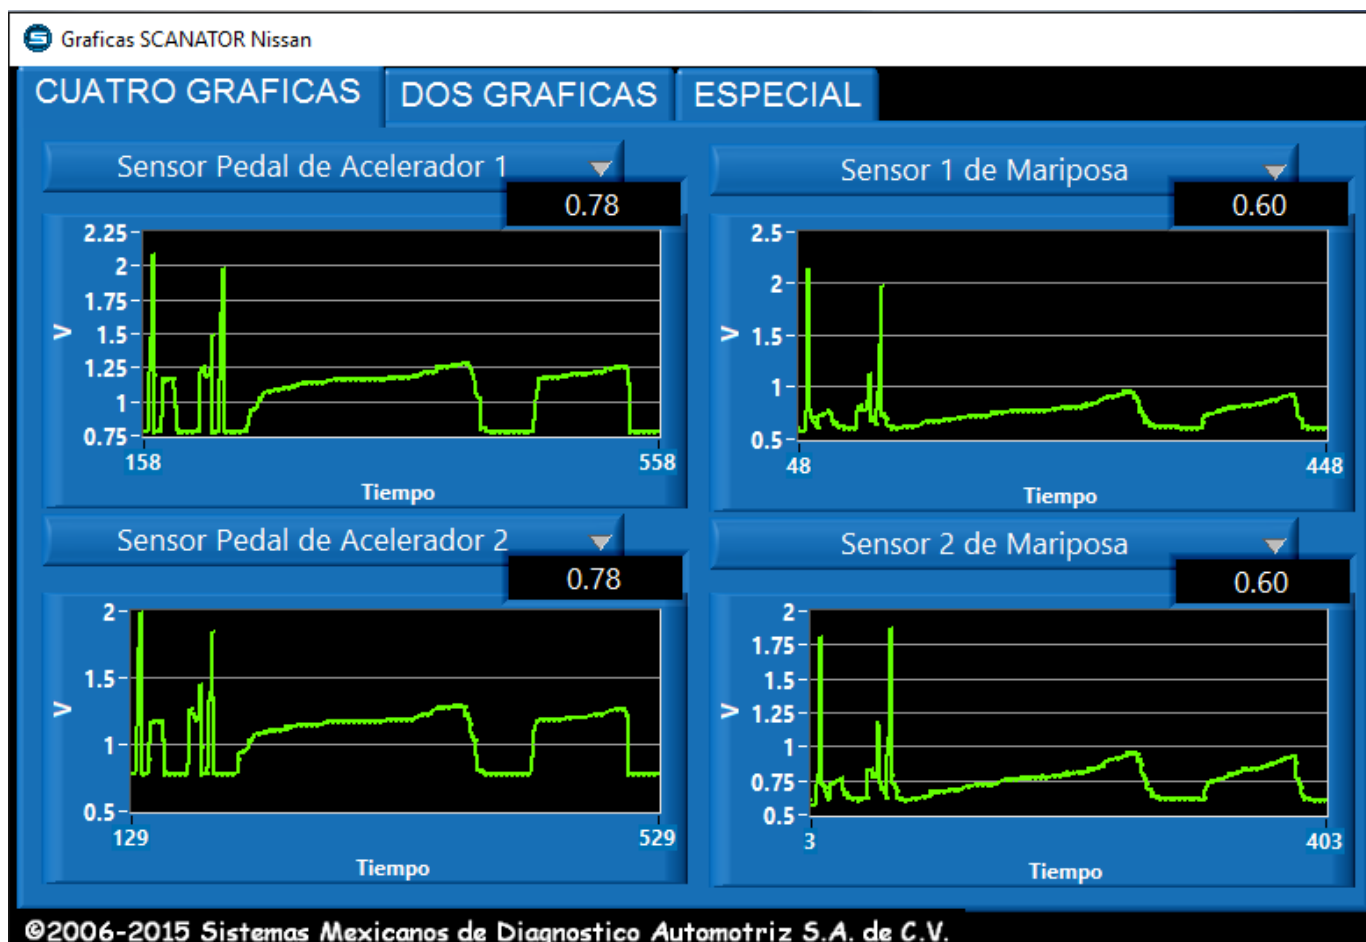 Graficas SCANATOR Nissan
CUATRO GRAFICAS DOS GRAFICAS ESPECIAL
Sensor Pedal de Acelerador 1
0.78
2.25
2
1.75
1.5
1.25
1
0.75
V
158 558
Tiempo
Sensor 1 de Mariposa
0.60
2.5
2
1.5
1
0.5
V
48 448
Tiempo
Sensor Pedal de Acelerador 2
0.78
2
1.5
1
0.5
V
129 529
Tiempo
Sensor 2 de Mariposa
0.60
2
1.75
1.5
1.25
1
0.75
0.5
V
3 403
Tiempo
©2006-2015 Sistemas Mexicanos de Diagnostico Automotriz S.A. de C.V.